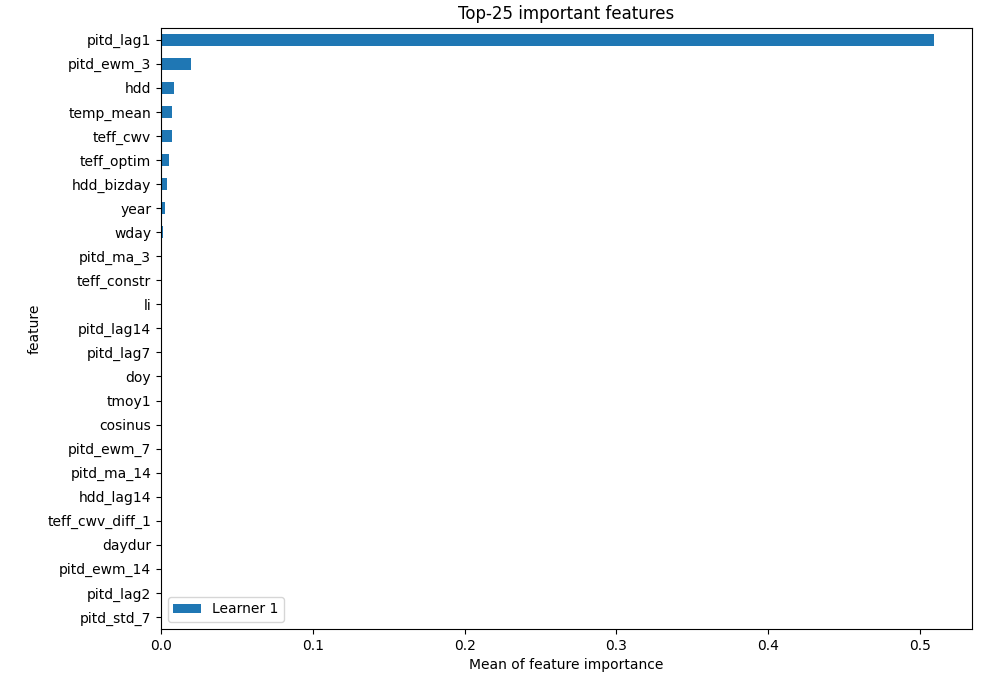 Top-25 important features
pitd_lag1
pitd_ewm_3
hdd
temp_mean
teff_cwv
teff_optim
hdd_bizday
year
wday
pitd_ma_3
teff_constr
li
pitd_lag14
pitd_lag7
doy
tmoy1
cosinus
pitd_ewm_7
pitd_ma_14
hdd_lag14
teff_cwv_diff_1
daydur
pitd_ewm_14
pitd_lag2
pitd_std_7
feature
Learner 1
0.0 0.1 0.2 0.3 0.4 0.5
Mean of feature importance